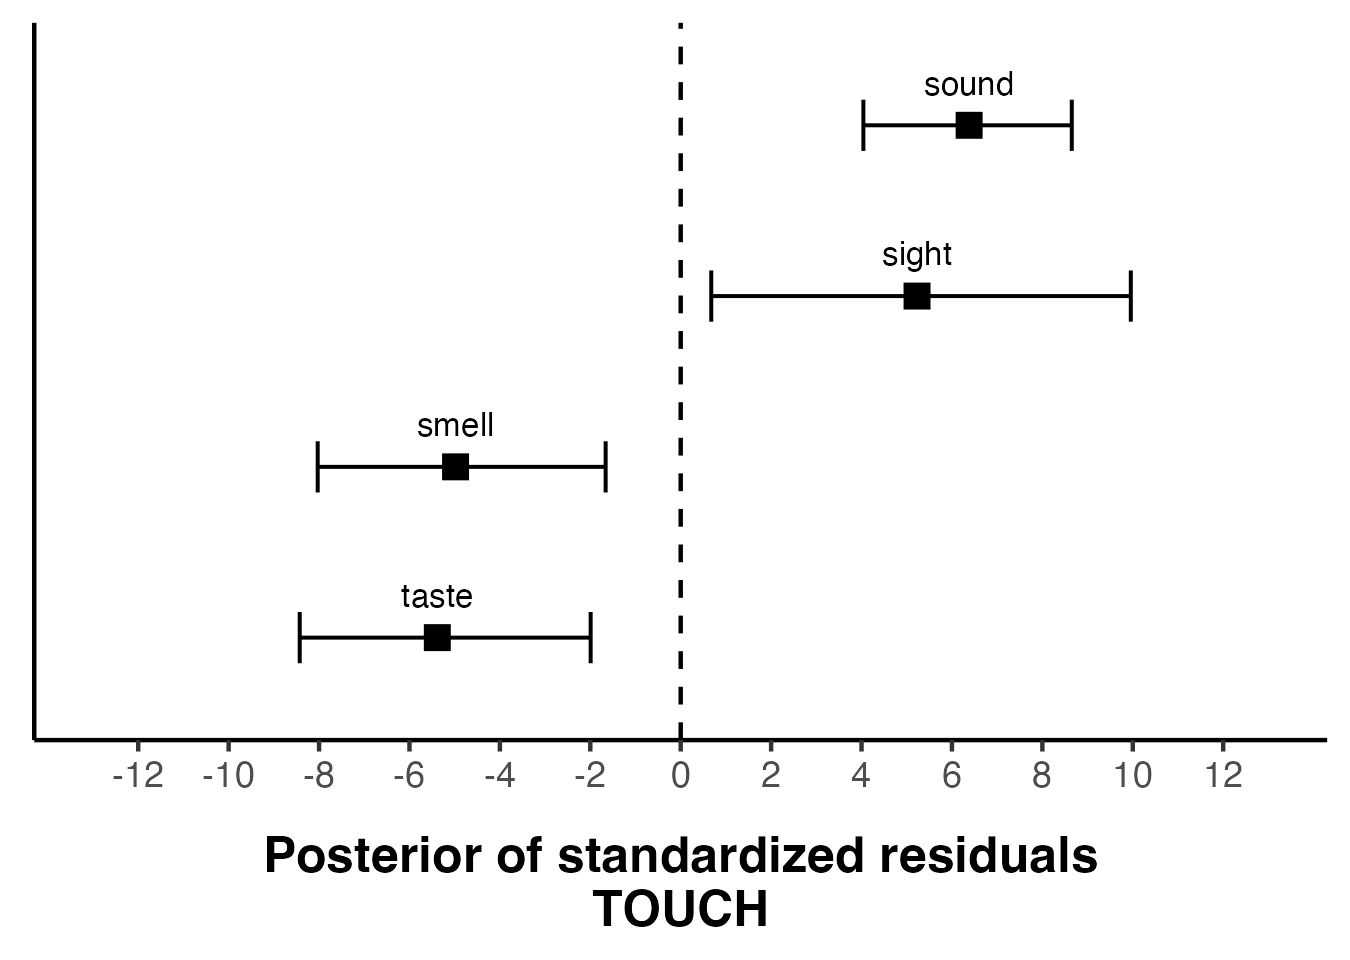 sound
sight
smell
taste
-12 -10 -8 -6 -4 -2 0 2 4 6 8 10 12
Posterior of standardized residuals
TOUCH